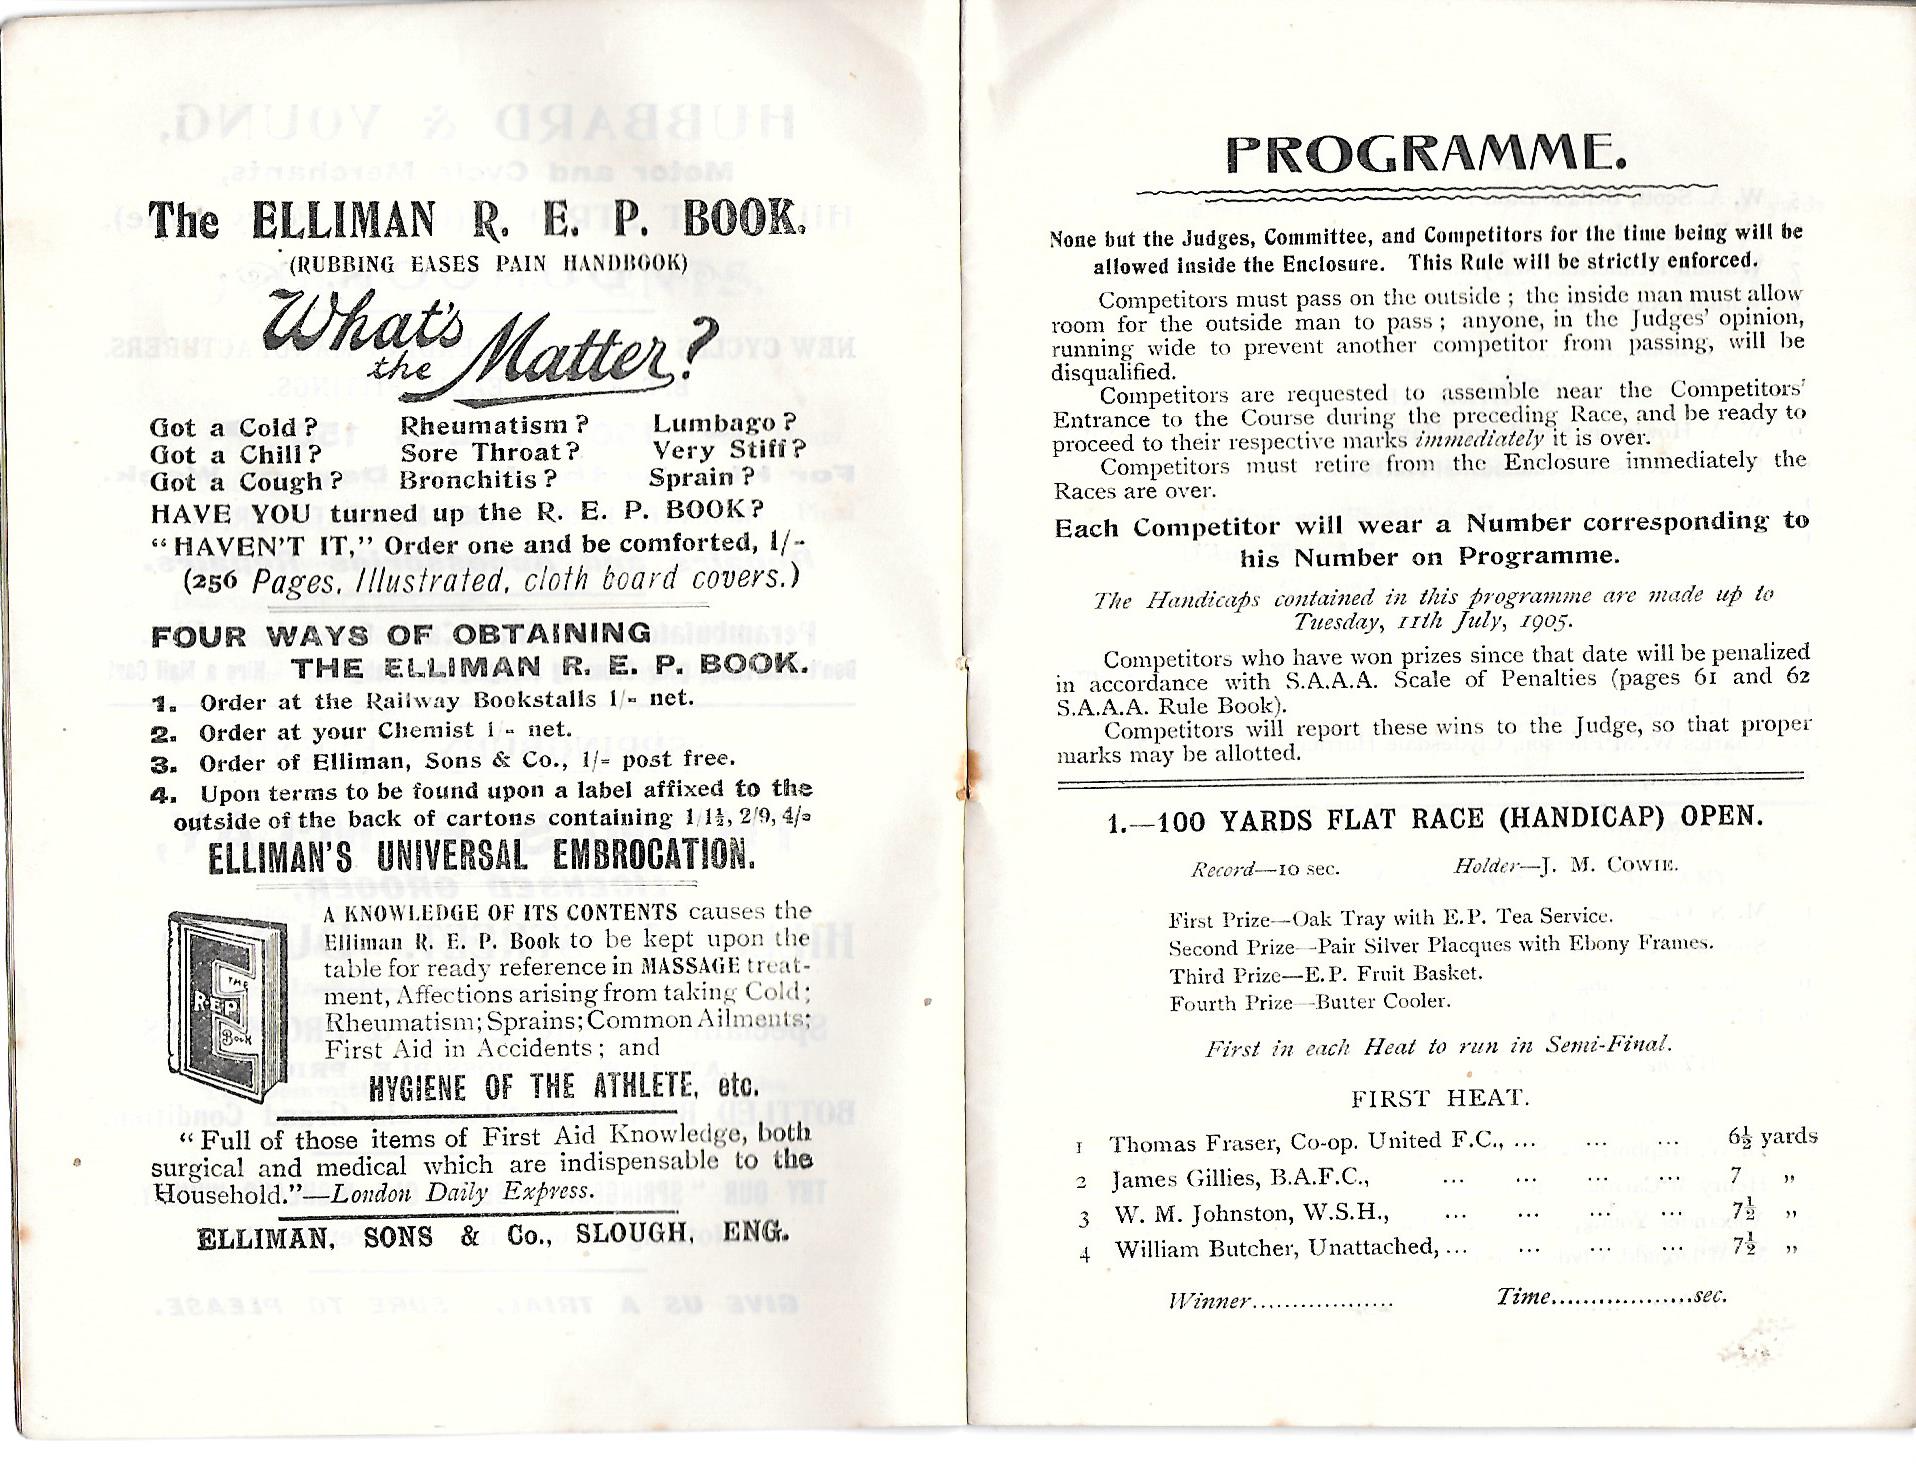 The ELLIMAN R. E. P. BOOK.
(RUBBING EASES PAIN HANDBOOK)
What's
the Matter?
Got a Cold? Rheumatism? Lumbago?
Got a Chill? Sore Throat? Very Stiff?
Got a Cough? Bronchitis? Sprain?
HAVE YOU turned up the R. E. P. BOOK?
“HAVEN'T IT,” Order one and be comforted, 1/-
(256 Pages, Illustrated, cloth board covers.)
FOUR WAYS OF OBTAINING
THE ELLIMAN R. E. P. BOOK.
1. Order at the Railway Bookstalls 1/- net.
2. Order at your Chemist 1/- net.
3. Order of Elliman, Sons & Co., 1/= post free.
4. Upon terms to be found upon a label affixed to the
outside of the back of cartons containing 1/1½, 2/9, 4/=
ELLIMAN'S UNIVERSAL EMBROCATION.
THE
R.E.P.
Book
A KNOWLEDGE OF ITS CONTENTS causes the
Elliman R. E. P. Book to be kept upon the
table for ready reference in MASSAGE treat-
ment, Affections arising from taking Cold;
Rheumatism; Sprains; Common Ailments;
First Aid in Accidents; and
HYGIENE OF THE ATHLETE, etc.
“Full of those items of First Aid Knowledge, both
surgical and medical which are indispensable to the
Household.”—London Daily Express.
ELLIMAN, SONS & Co., SLOUGH, ENG.
PROGRAMME.
None but the Judges, Committee, and Competitors for the time being will be
allowed inside the Enclosure. This Rule will be strictly enforced.
Competitors must pass on the outside; the inside man must allow
room for the outside man to pass; anyone, in the Judges' opinion,
running wide to prevent another competitor from passing, will be
disqualified.
Competitors are requested to assemble near the Competitors'
Entrance to the Course during the preceding Race, and be ready to
proceed to their respective marks immediately it is over.
Competitors must retire from the Enclosure immediately the
Races are over.
Each Competitor will wear a Number corresponding to
his Number on Programme.
The Handicaps contained in this programme are made up to
Tuesday, 11th July, 1905.
Competitors who have won prizes since that date will be penalized
in accordance with S.A.A.A. Scale of Penalties (pages 61 and 62
S.A.A.A. Rule Book).
Competitors will report these wins to the Judge, so that proper
marks may be allotted.
1.—100 YARDS FLAT RACE (HANDICAP) OPEN.
Record—10 sec. Holder—J. M. COWIE.
First Prize—Oak Tray with E.P. Tea Service.
Second Prize—Pair Silver Placques with Ebony Frames.
Third Prize—E.P. Fruit Basket.
Fourth Prize—Butter Cooler.
First in each Heat to run in Semi-Final.
FIRST HEAT.
1 Thomas Fraser, Co-op. United F.C., ... ... ... 6½ yards
2 James Gillies, B.A.F.C., ... ... ... ... 7 „
3 W. M. Johnston, W.S.H., ... ... ... ... 7½ „
4 William Butcher, Unattached, ... ... ... ... 7½ „
Winner.................. Time..................sec.